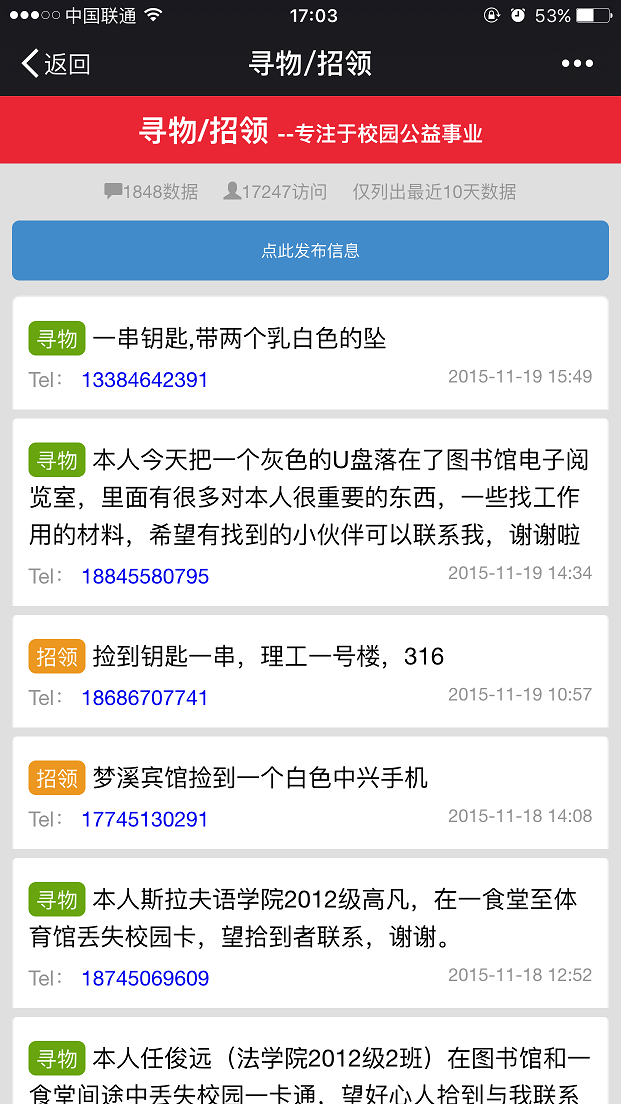 中国联通 17:03 53%
返回 寻物/招领
寻物/招领 --专注于校园公益事业
1848数据 17247访问 仅列出最近10天数据
点此发布信息
寻物 一串钥匙,带两个乳白色的坠
Tel： 13384642391 2015-11-19 15:49
寻物 本人今天把一个灰色的U盘落在了图书馆电子阅
览室，里面有很多对本人很重要的东西，一些找工作
用的材料，希望有找到的小伙伴可以联系我，谢谢啦
Tel： 18845580795 2015-11-19 14:34
招领 捡到钥匙一串，理工一号楼，316
Tel： 18686707741 2015-11-19 10:57
招领 梦溪宾馆捡到一个白色中兴手机
Tel： 17745130291 2015-11-18 14:08
寻物 本人斯拉夫语学院2012级高凡，在一食堂至体
育馆丢失校园卡，望拾到者联系，谢谢。
Tel： 18745069609 2015-11-18 12:52
寻物 本人任俊远（法学院2012级2班）在图书馆和一
食堂间途中丢失校园一卡通，望好心人拾到与我联系